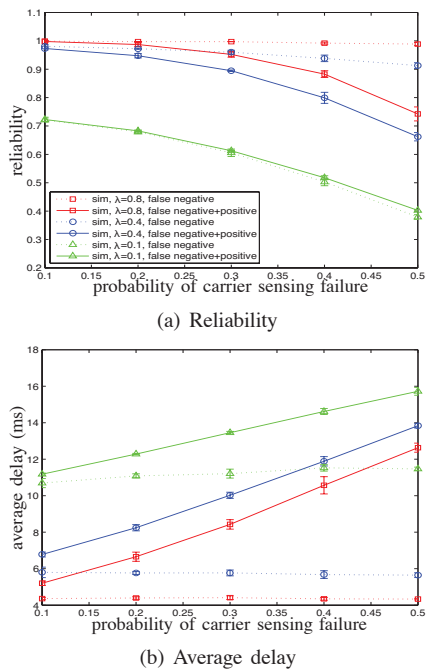 1.1
1
0.9
0.8
0.7
0.6
0.5
0.4
0.3
0.2
reliability
sim, λ=0.8, false negative
sim, λ=0.8, false negative+positive
sim, λ=0.4, false negative
sim, λ=0.4, false negative+positive
sim, λ=0.1, false negative
sim, λ=0.1, false negative+positive
0.1 0.15 0.2 0.25 0.3 0.35 0.4 0.45 0.5
probability of carrier sensing failure
(a) Reliability
18
16
14
12
10
8
6
4
average delay (ms)
0.1 0.15 0.2 0.25 0.3 0.35 0.4 0.45 0.5
probability of carrier sensing failure
(b) Average delay